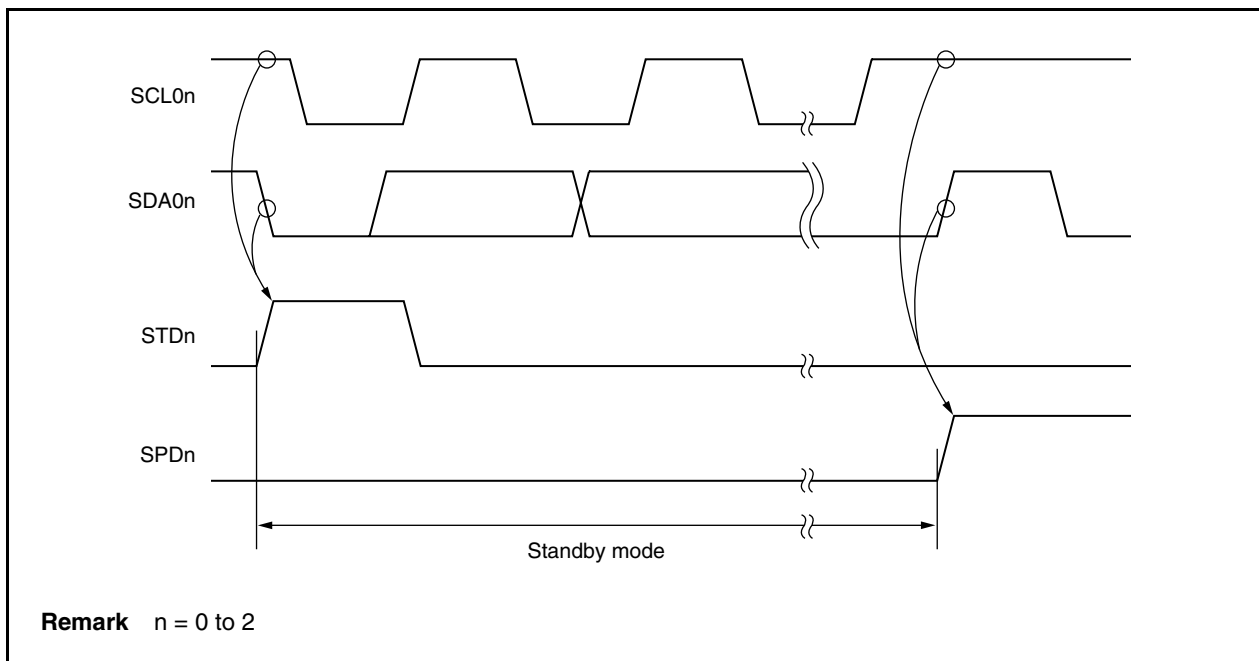 SCL0n
SDA0n
STDn
SPDn
Standby mode
Remark n = 0 to 2